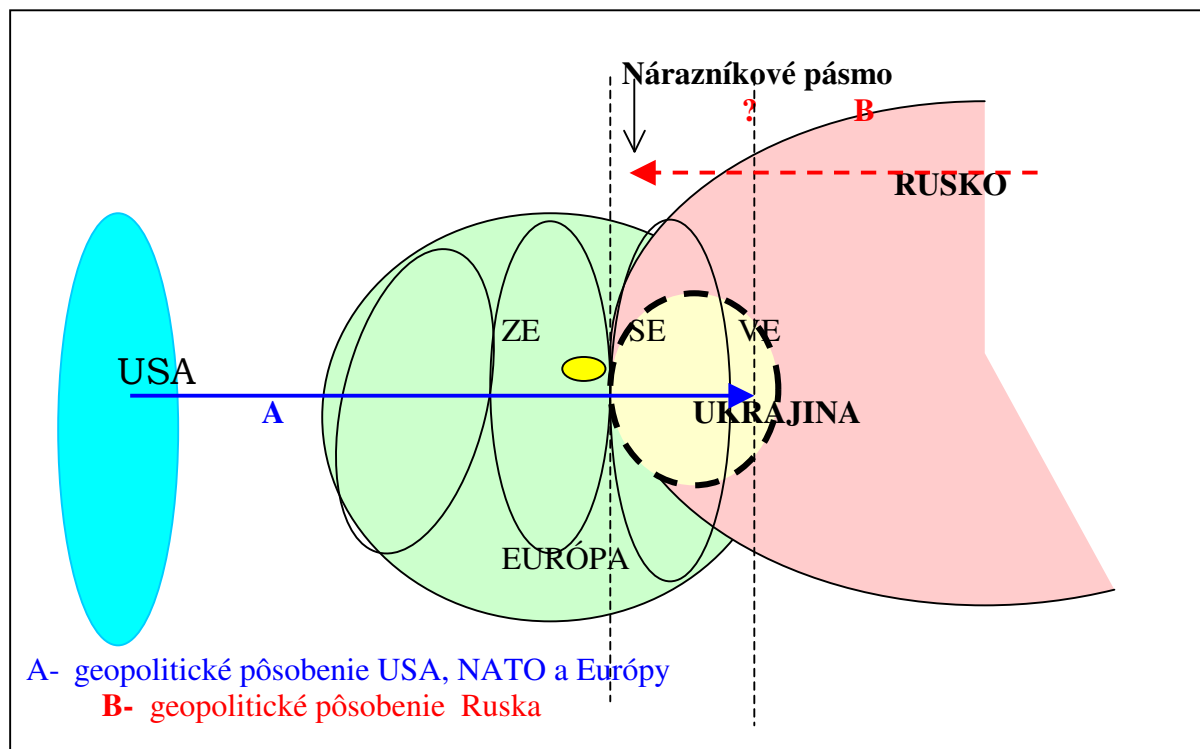 Nárazníkové pásmo
? B
RUSKO
ZE SE VE
USA
A UKRAJINA
EURÓPA
A- geopolitické pôsobenie USA, NATO a Európy
B- geopolitické pôsobenie Ruska